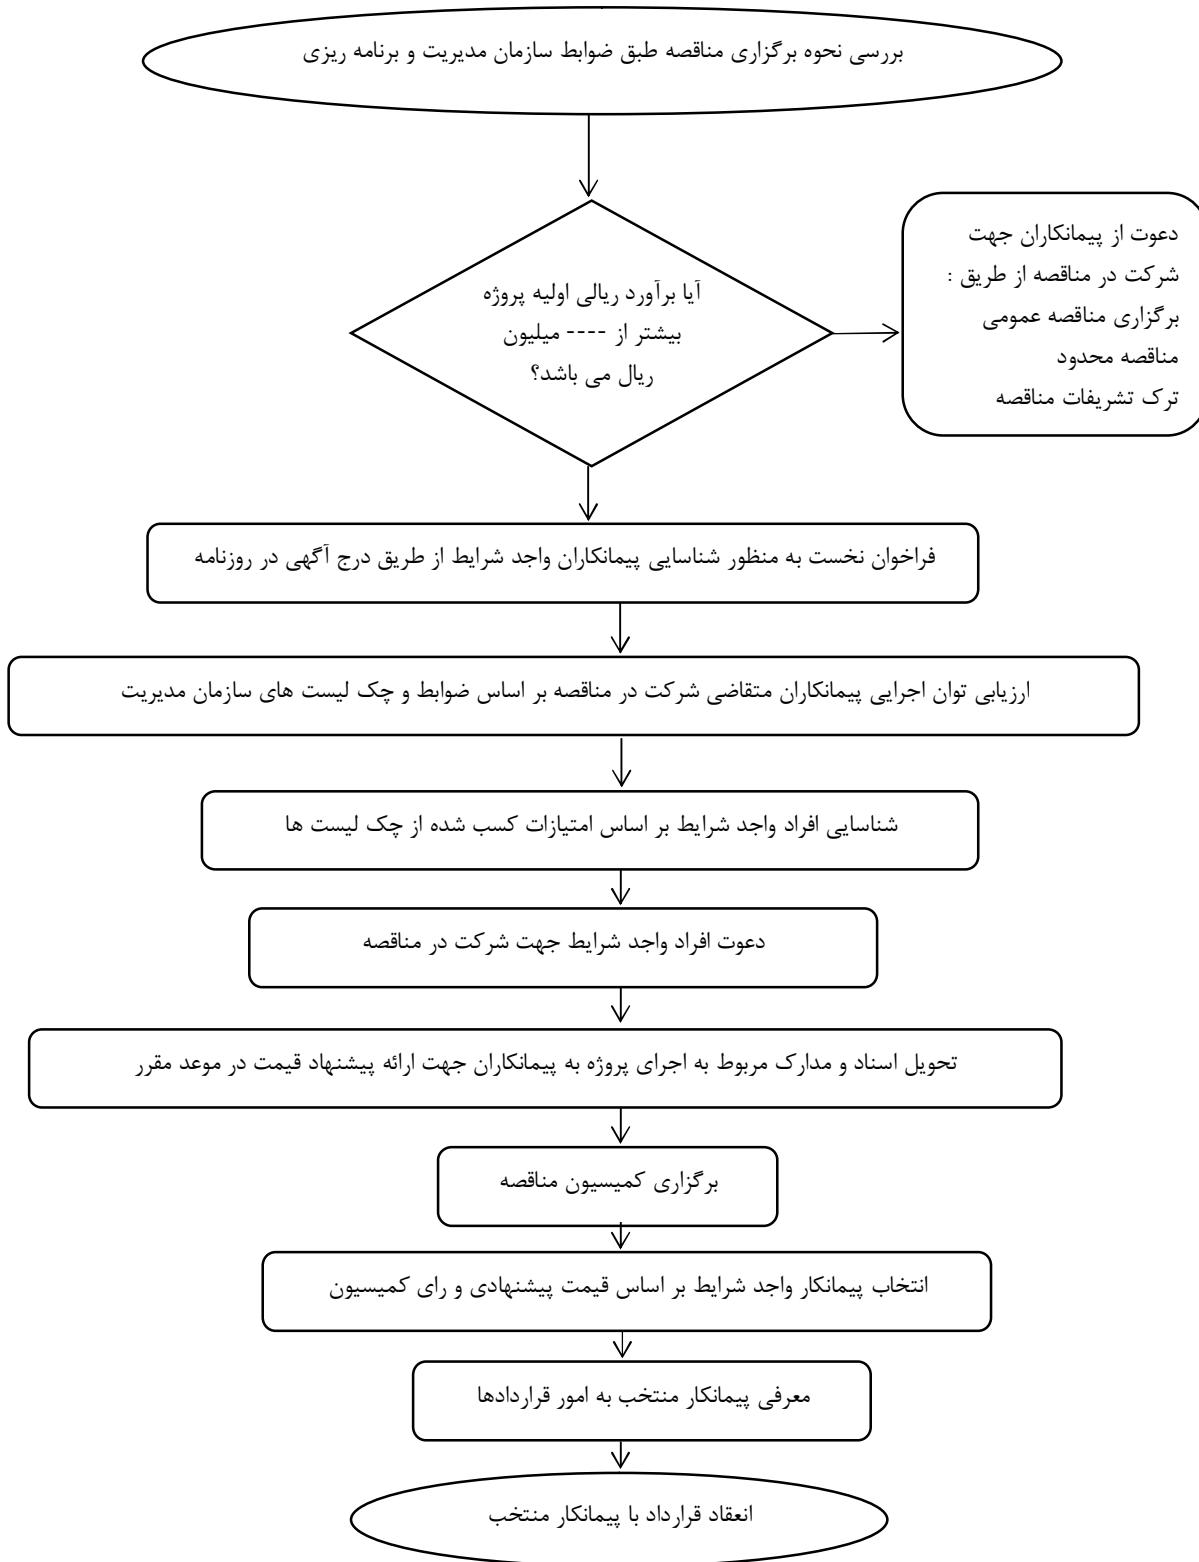 بررسی نحوه برگزاری مناقصه طبق ضوابط سازمان مدیریت و برنامه ریزی
آیا برآورد ریالی اولیه پروژه
بیشتر از ---- میلیون
ریال می باشد؟
دعوت از پیمانکاران جهت
شرکت در مناقصه از طریق :
برگزاری مناقصه عمومی
مناقصه محدود
ترک تشریفات مناقصه
فراخوان نخست به منظور شناسایی پیمانکاران واجد شرایط از طریق درج آگهی در روزنامه
ارزیابی توان اجرایی پیمانکاران متقاضی شرکت در مناقصه بر اساس ضوابط و چک لیست های سازمان مدیریت
شناسایی افراد واجد شرایط بر اساس امتیازات کسب شده از چک لیست ها
دعوت افراد واجد شرایط جهت شرکت در مناقصه
تحویل اسناد و مدارک مربوط به اجرای پروژه به پیمانکاران جهت ارائه پیشنهاد قیمت در موعد مقرر
برگزاری کمیسیون مناقصه
انتخاب پیمانکار واجد شرایط بر اساس قیمت پیشنهادی و رای کمیسیون
معرفی پیمانکار منتخب به امور قراردادها
انعقاد قرارداد با پیمانکار منتخب